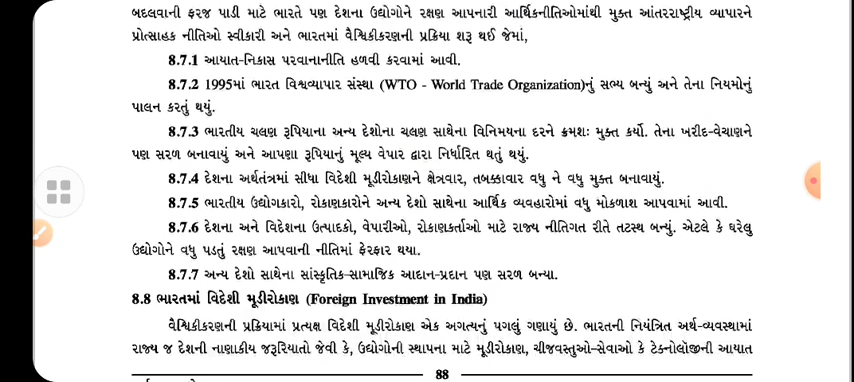 બદલવાની ફરજ પાડી માટે ભારતે પણ દેશના ઉદ્યોગોને રક્ષણ આપનારી આર્થિકનીતિઓમાંથી મુક્ત આંતરરાષ્ટ્રીય વ્યાપારને
પ્રોત્સાહક નીતિઓ સ્વીકારી અને ભારતમાં વૈશ્વિકીકરણની પ્રક્રિયા શરૂ થઈ જેમાં,
8.7.1 આયાત-નિકાસ પરવાનાનીતિ હળવી કરવામાં આવી.
8.7.2 1995માં ભારત વિશ્વવ્યાપાર સંસ્થા (WTO - World Trade Organization)નું સભ્ય બન્યું અને તેના નિયમોનું
પાલન કરતું થયું.
8.7.3 ભારતીય ચલણ રૂપિયાના અન્ય દેશોના ચલણ સાથેના વિનિમયના દરને ક્રમશઃ મુક્ત કર્યો. તેના ખરીદ-વેચાણને
પણ સરળ બનાવાયું અને આપણા રૂપિયાનું મૂલ્ય વેપાર દ્વારા નિર્ધારિત થતું થયું.
8.7.4 દેશના અર્થતંત્રમાં સીધા વિદેશી મૂડીરોકાણને ક્ષેત્રવાર, તબક્કાવાર વધુ ને વધુ મુક્ત બનાવાયું.
8.7.5 ભારતીય ઉદ્યોગકારો, રોકાણકારોને અન્ય દેશો સાથેના આર્થિક વ્યવહારોમાં વધુ મોકળાશ આપવામાં આવી.
8.7.6 દેશના અને વિદેશના ઉત્પાદકો, વેપારીઓ, રોકાણકર્તાઓ માટે રાજ્ય નીતિગત રીતે તટસ્થ બન્યું. એટલે કે ઘરેલુ
ઉદ્યોગોને વધુ પડતું રક્ષણ આપવાની નીતિમાં ફેરફાર થયા.
8.7.7 અન્ય દેશો સાથેના સાંસ્કૃતિક-સામાજિક આદાન-પ્રદાન પણ સરળ બન્યા.
8.8 ભારતમાં વિદેશી મૂડીરોકાણ (Foreign Investment in India)
વૈશ્વિકીકરણની પ્રક્રિયામાં પ્રત્યક્ષ વિદેશી મૂડીરોકાણ એક અગત્યનું પગલું ગણાયું છે. ભારતની નિયંત્રિત અર્થ-વ્યવસ્થામાં
રાજ્ય જ દેશની નાણાકીય જરૂરિયાતો જેવી કે, ઉદ્યોગોની સ્થાપના માટે મૂડીરોકાણ, ચીજવસ્તુઓ-સેવાઓ કે ટેક્નોલૉજીની આયાત
88